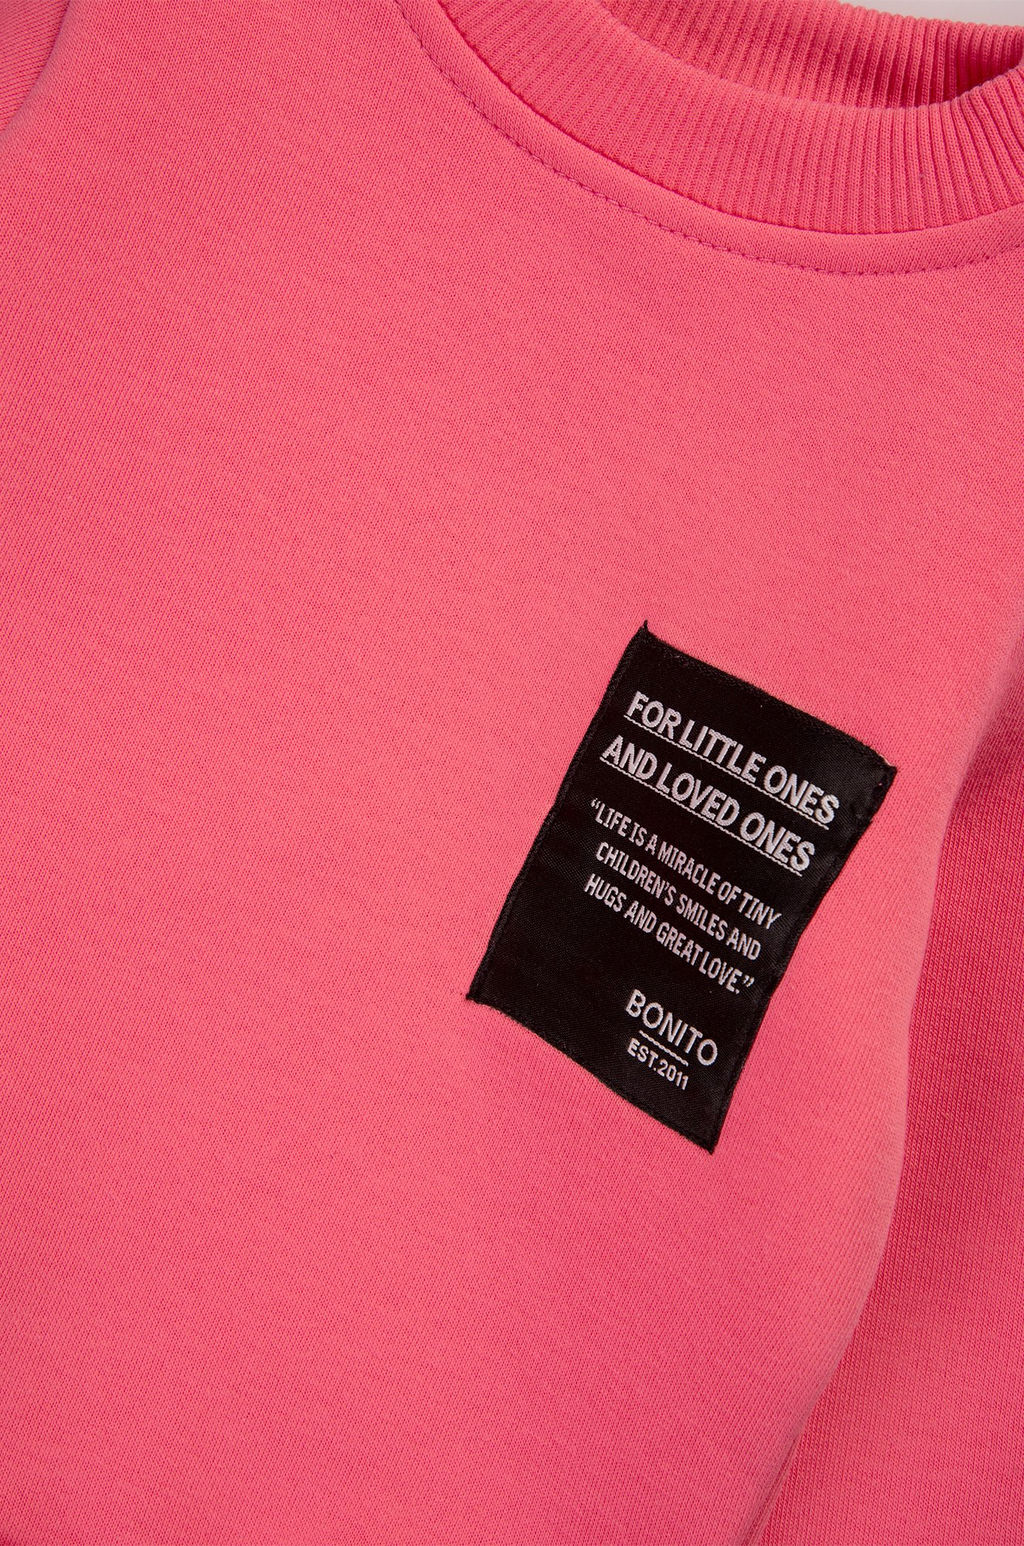 FOR LITTLE ONES
AND LOVED ONES
“LIFE IS A MIRACLE OF TINY
CHILDREN'S SMILES AND
HUGS AND GREAT LOVE.”
BONITO
EST.2011